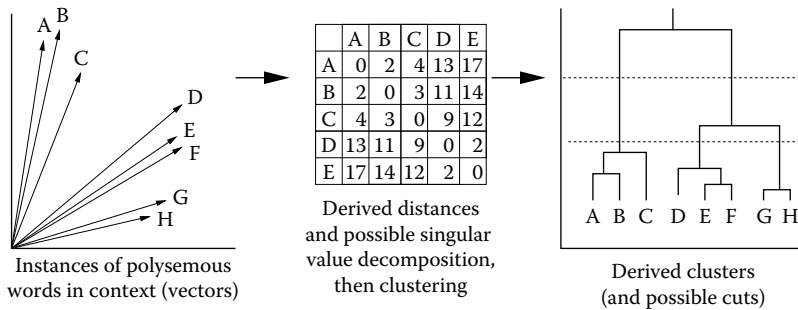 A
B
C
D
E
F
G
H
Instances of polysemous
words in context (vectors)
A B C D E
A 0 2 4 13 17
B 2 0 3 11 14
C 4 3 0 9 12
D 13 11 9 0 2
E 17 14 12 2 0
Derived distances
and possible singular
value decomposition,
then clustering
A B C D E F G H
Derived clusters
(and possible cuts)